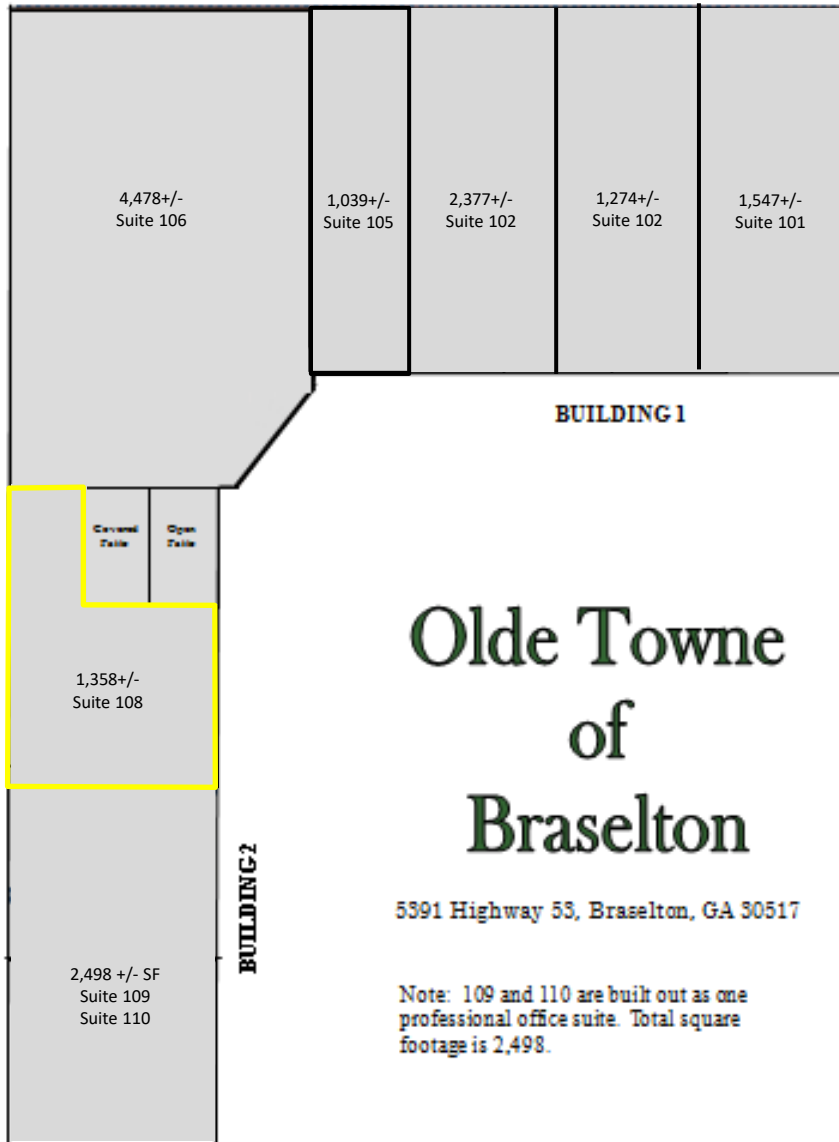 4,478+/-
Suite 106
1,039+/-
Suite 105
2,377+/-
Suite 102
1,274+/-
Suite 102
1,547+/-
Suite 101
BUILDING 1
Covered
Patio
Open
Patio
1,358+/-
Suite 108
Olde Towne
of
Braselton
5391 Highway 53, Braselton, GA 30517
BUILDING 2
2,498 +/- SF
Suite 109
Suite 110
Note: 109 and 110 are built out as one
professional office suite. Total square
footage is 2,498.